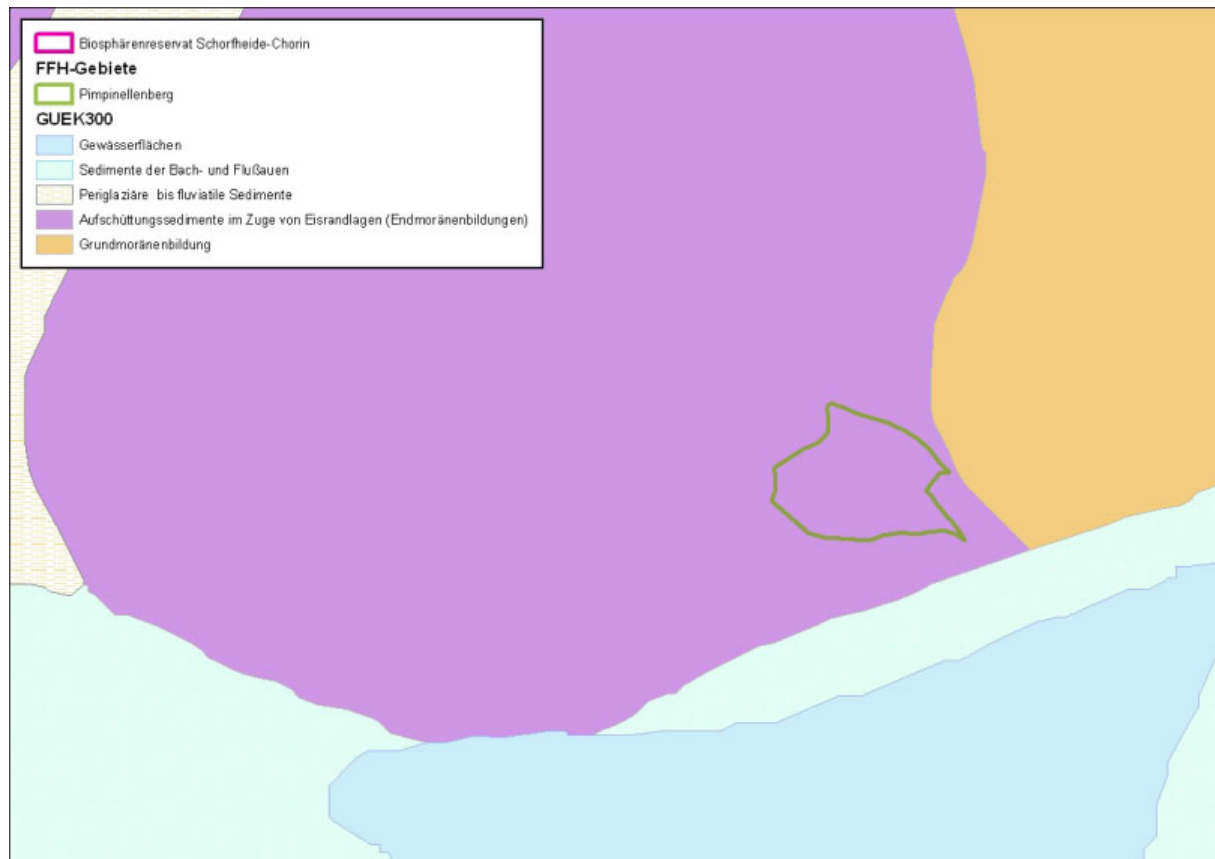 Biosphärenreservat Schorfheide-Chorin
FFH-Gebiete
Pimpinellenberg
GUEK300
Gewässerflächen
Sedimente der Bach- und Flußauen
Periglaziäre bis fluviatile Sedimente
Aufschüttungssedimente im Zuge von Eisrandlagen (Endmoränenbildungen)
Grundmoränenbildung